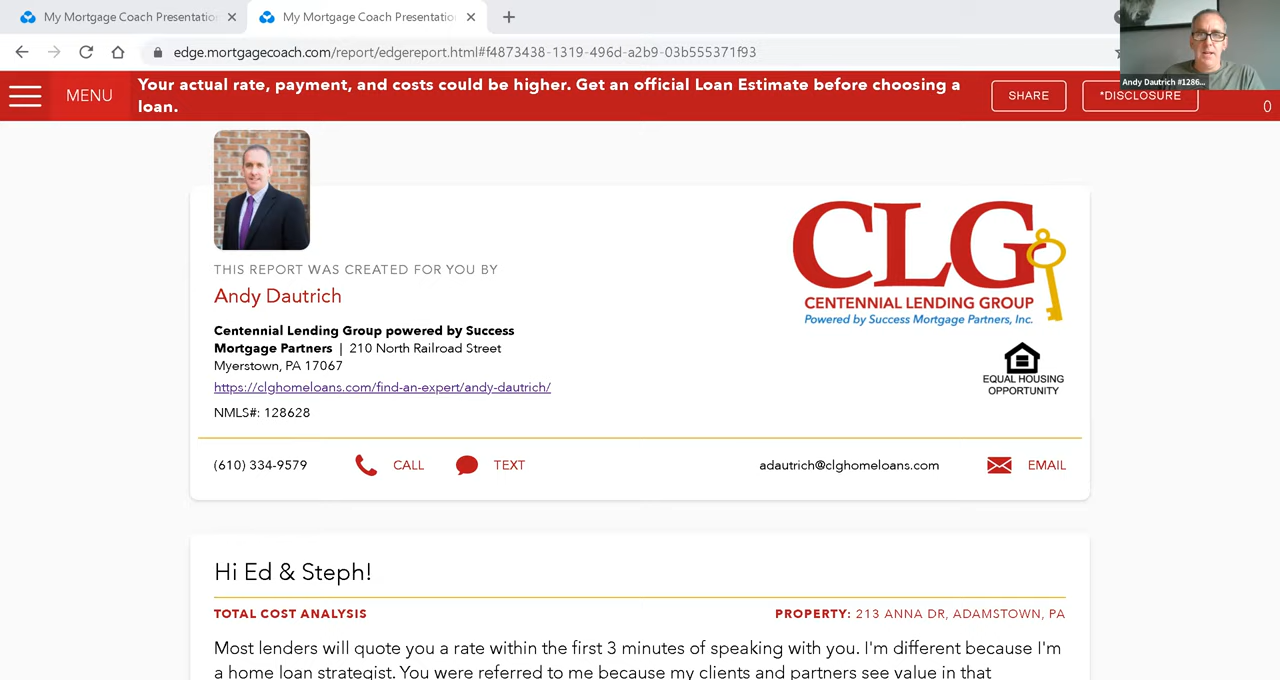 My Mortgage Coach Presentation
My Mortgage Coach Presentation
edge.mortgagecoach.com/report/edgereport.html#f4873438-1319-496d-a2b9-03b555371f93
Andy Dautrich #1286...
MENU
Your actual rate, payment, and costs could be higher. Get an official Loan Estimate before choosing a
loan.
SHARE
*DISCLOSURE
0
THIS REPORT WAS CREATED FOR YOU BY
Andy Dautrich
Centennial Lending Group powered by Success
Mortgage Partners | 210 North Railroad Street
Myerstown, PA 17067
https://clghomeloans.com/find-an-expert/andy-dautrich/
NMLS#: 128628
CLG
CENTENNIAL LENDING GROUP
Powered by Success Mortgage Partners, Inc.
EQUAL HOUSING
OPPORTUNITY
(610) 334-9579 CALL TEXT adautrich@clghomeloans.com EMAIL
Hi Ed & Steph!
TOTAL COST ANALYSIS PROPERTY: 213 ANNA DR, ADAMSTOWN, PA
Most lenders will quote you a rate within the first 3 minutes of speaking with you. I'm different because I'm
a home loan strategist. You were referred to me because my clients and partners see value in that